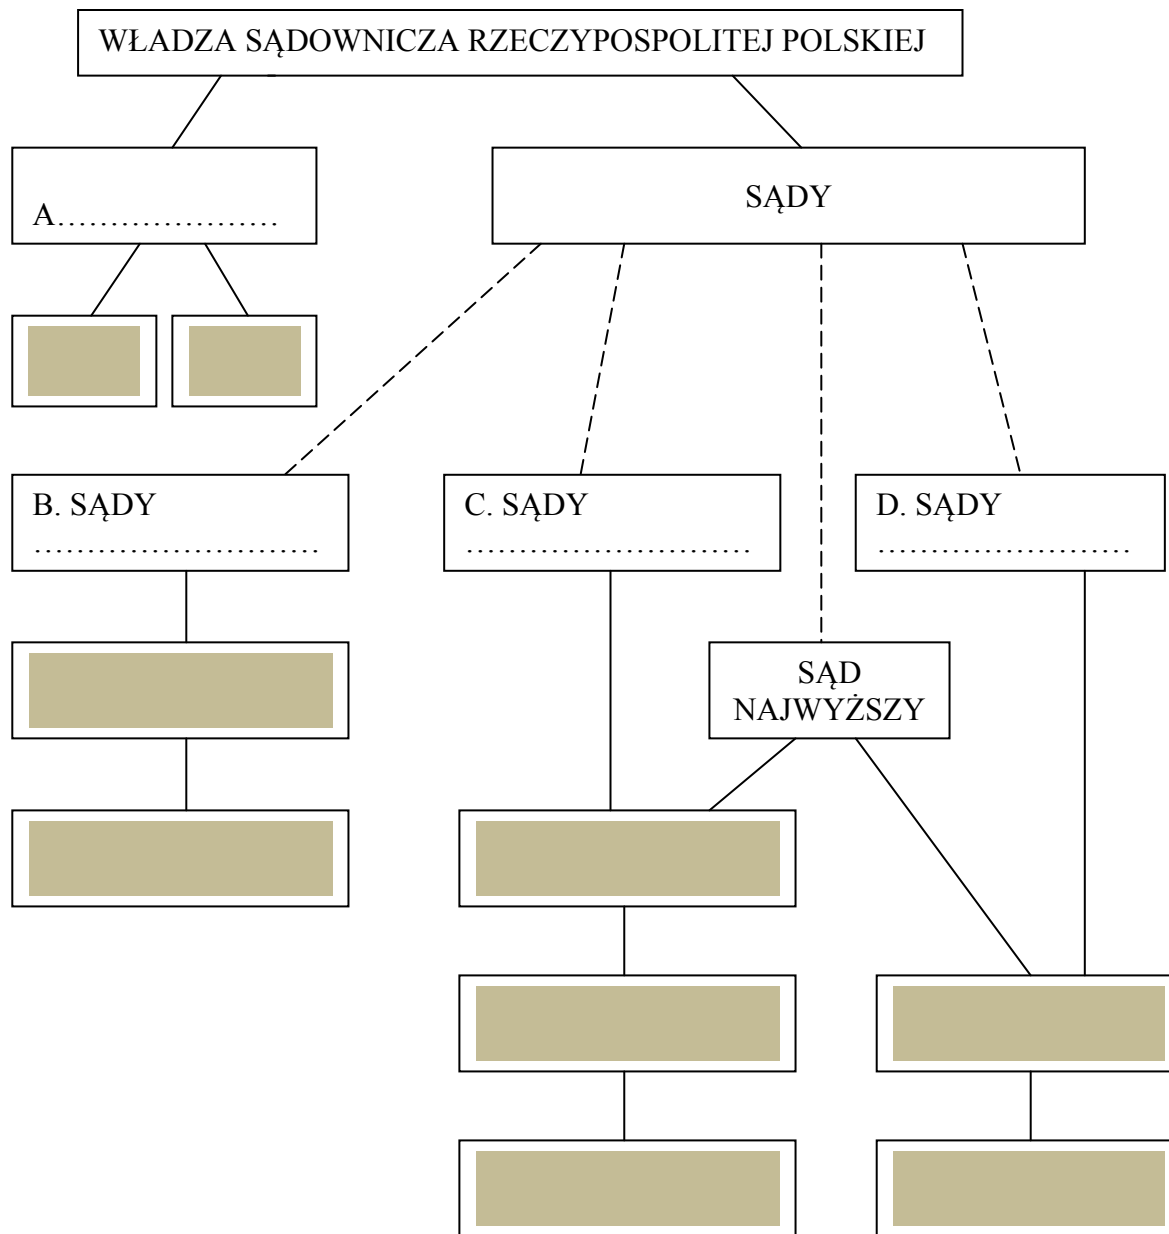 WŁADZA SĄDOWNICZA RZECZYPOSPOLITEJ POLSKIEJ
A.....................
SĄDY
B. SĄDY
...........................
C. SĄDY
...........................
D. SĄDY
........................
SĄD
NAJWYŻSZY